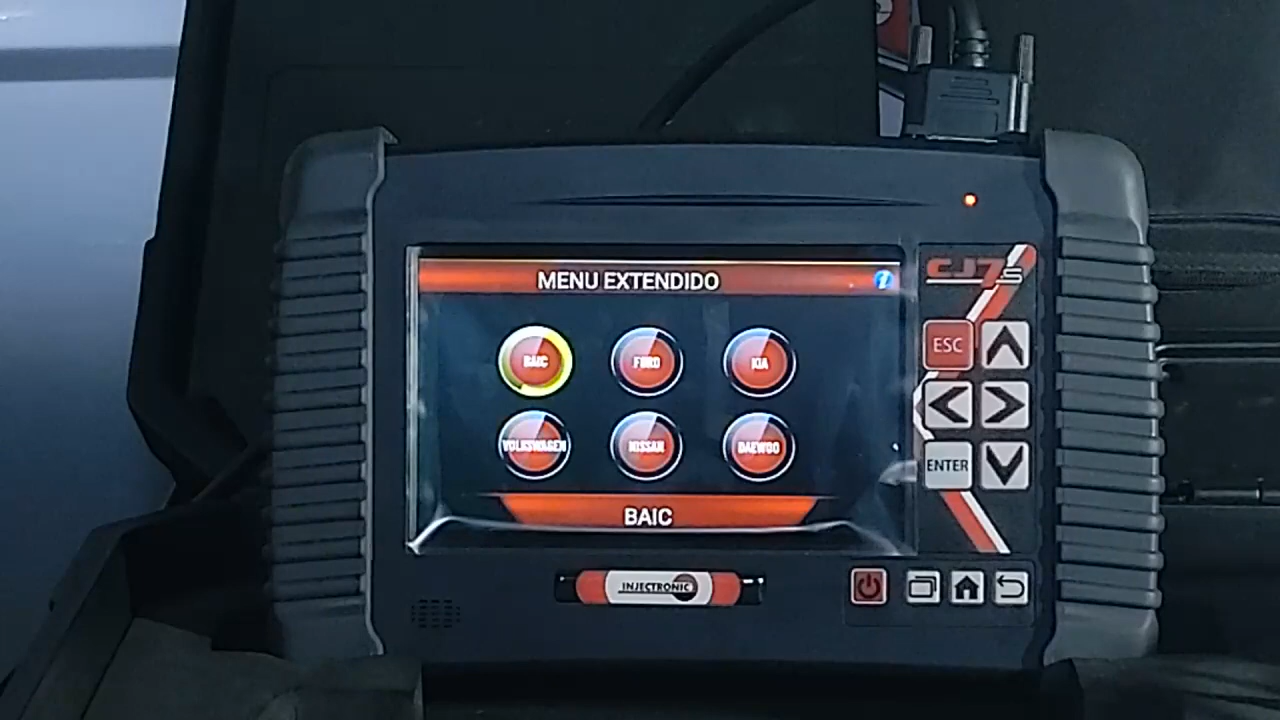 MENU EXTENDIDO
BAIC
FORD
KIA
VOLKSWAGEN
NISSAN
DAEWOO
BAIC
CJ7S
ESC
ENTER
INJECTRONIC